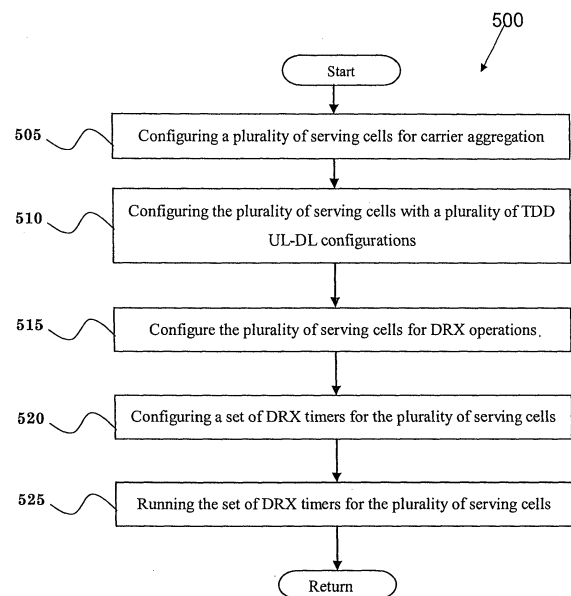 500
Start
505
Configuring a plurality of serving cells for carrier aggregation
510
Configuring the plurality of serving cells with a plurality of TDD
UL-DL configurations
515
Configure the plurality of serving cells for DRX operations.
520
Configuring a set of DRX timers for the plurality of serving cells
525
Running the set of DRX timers for the plurality of serving cells
Return